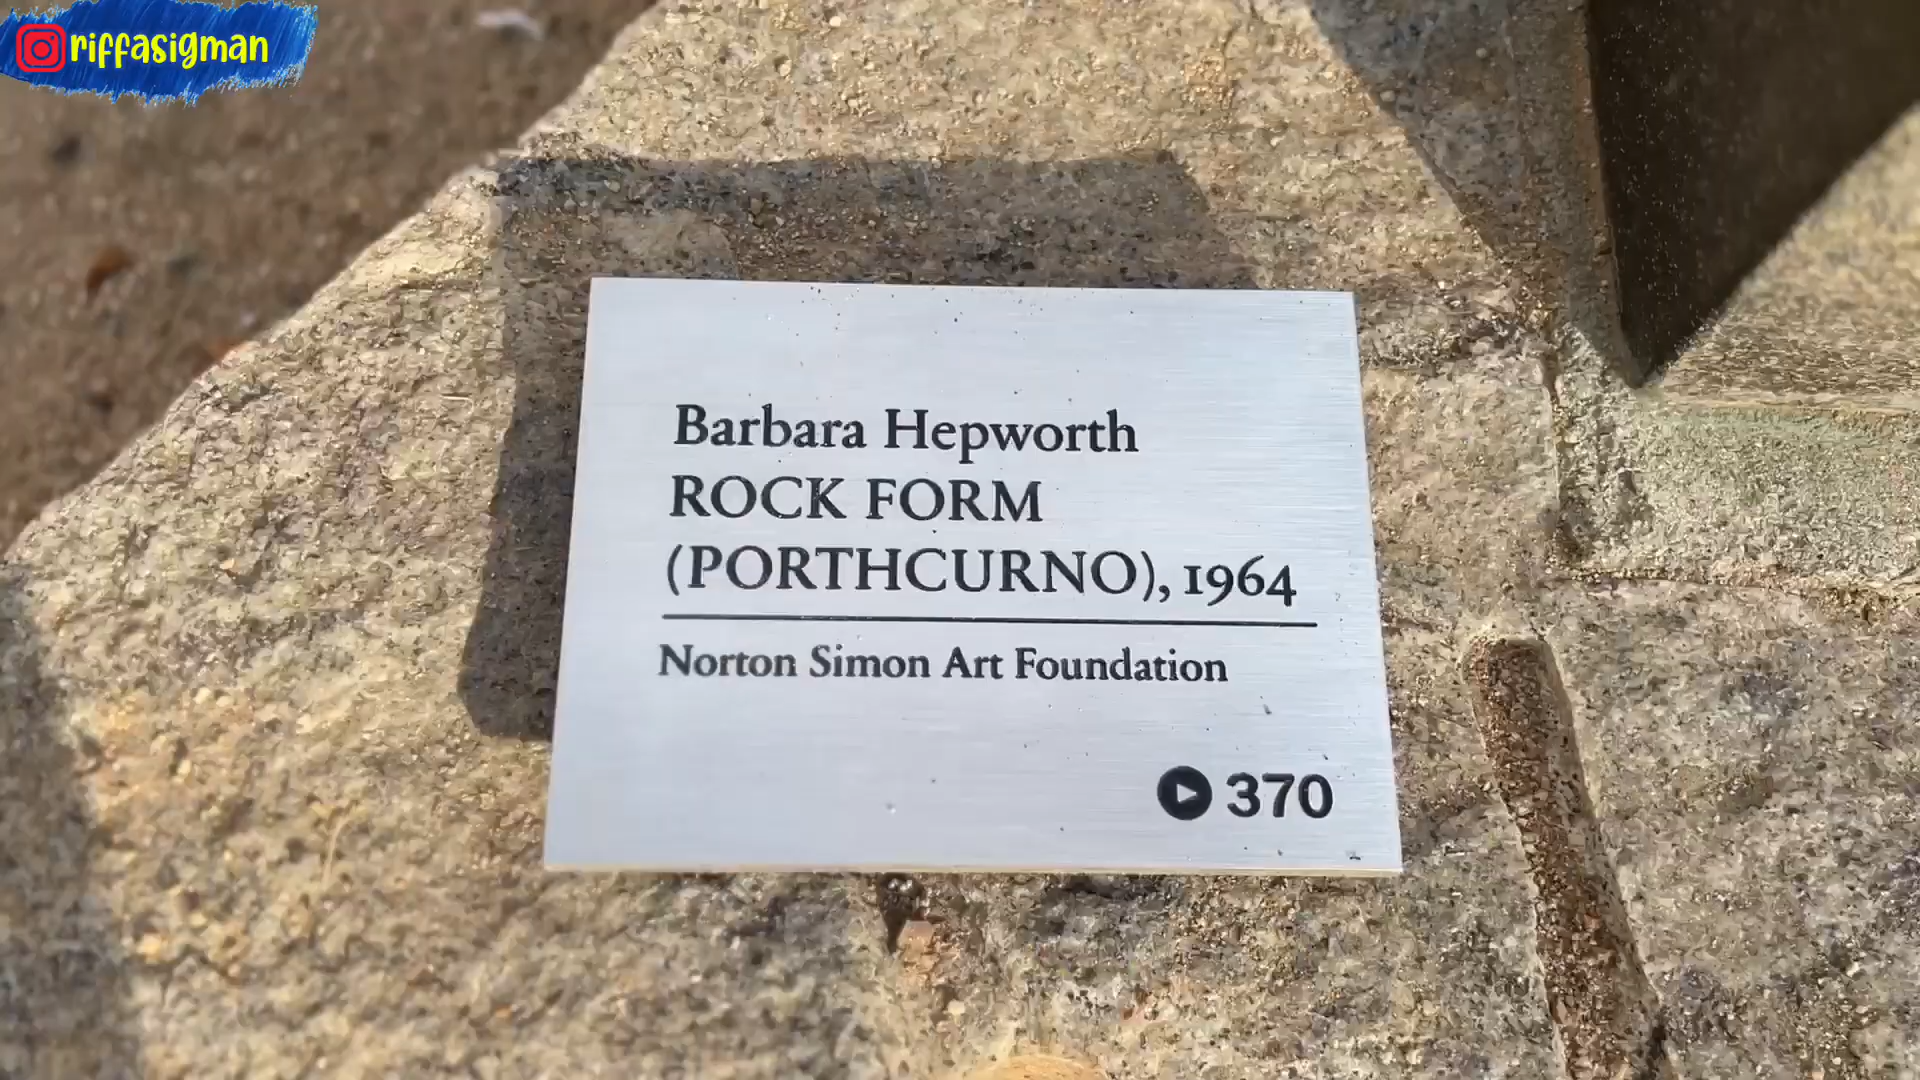 riffasigman
Barbara Hepworth
ROCK FORM
(PORTHCURNO), 1964
Norton Simon Art Foundation
370